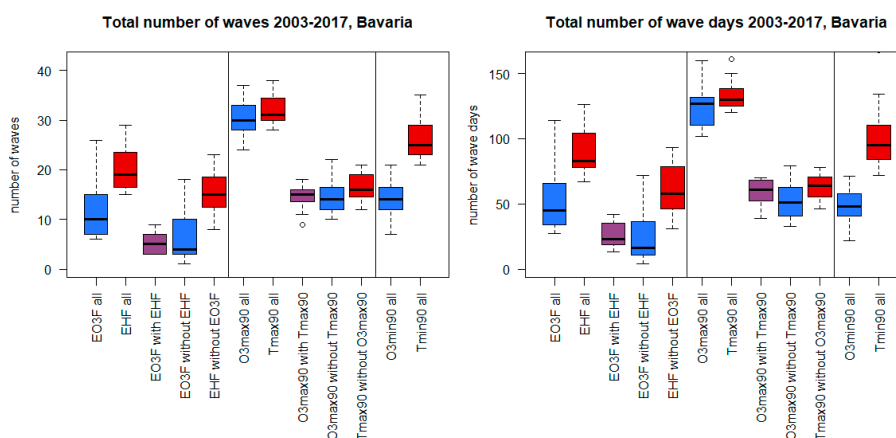 Total number of waves 2003-2017, Bavaria
number of waves
40
30
20
10
0
EO3F all
EHF all
EO3F with EHF
EO3F without EHF
EHF without EO3F
O3max90 all
Tmax90 all
O3max90 with Tmax90
O3max90 without Tmax90
Tmax90 without O3max90
O3min90 all
Tmin90 all
Total number of wave days 2003-2017, Bavaria
number of wave days
150
100
50
0
EO3F all
EHF all
EO3F with EHF
EO3F without EHF
EHF without EO3F
O3max90 all
Tmax90 all
O3max90 with Tmax90
O3max90 without Tmax90
Tmax90 without O3max90
O3min90 all
Tmin90 all